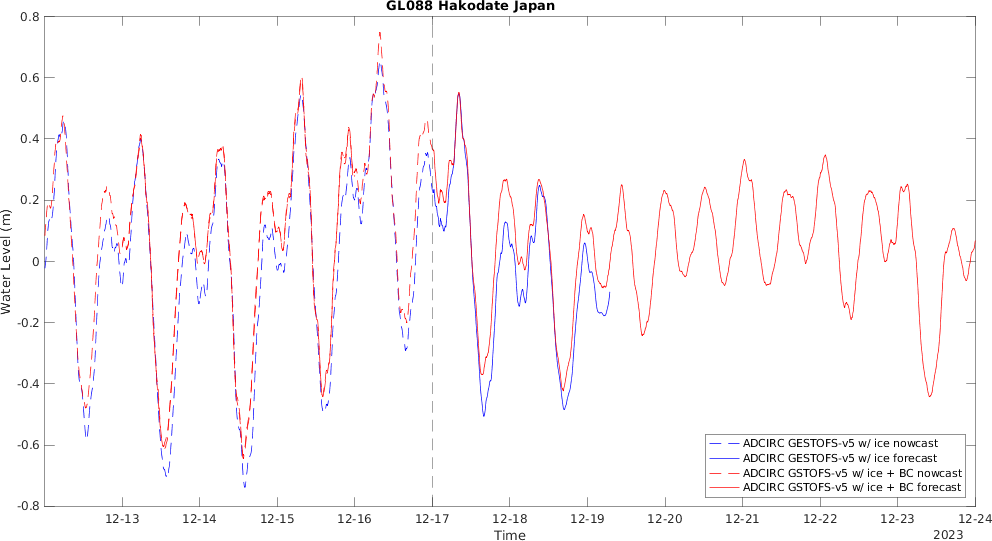 GL088 Hakodate Japan
0.8
0.6
0.4
0.2
0
-0.2
-0.4
-0.6
-0.8
Water Level (m)
12-13 12-14 12-15 12-16 12-17 12-18 12-19 12-20 12-21 12-22 12-23 12-24
Time
2023
ADCIRC GESTOFS-v5 w/ ice nowcast
ADCIRC GESTOFS-v5 w/ ice forecast
ADCIRC GSTOFS-v5 w/ ice + BC nowcast
ADCIRC GSTOFS-v5 w/ ice + BC forecast